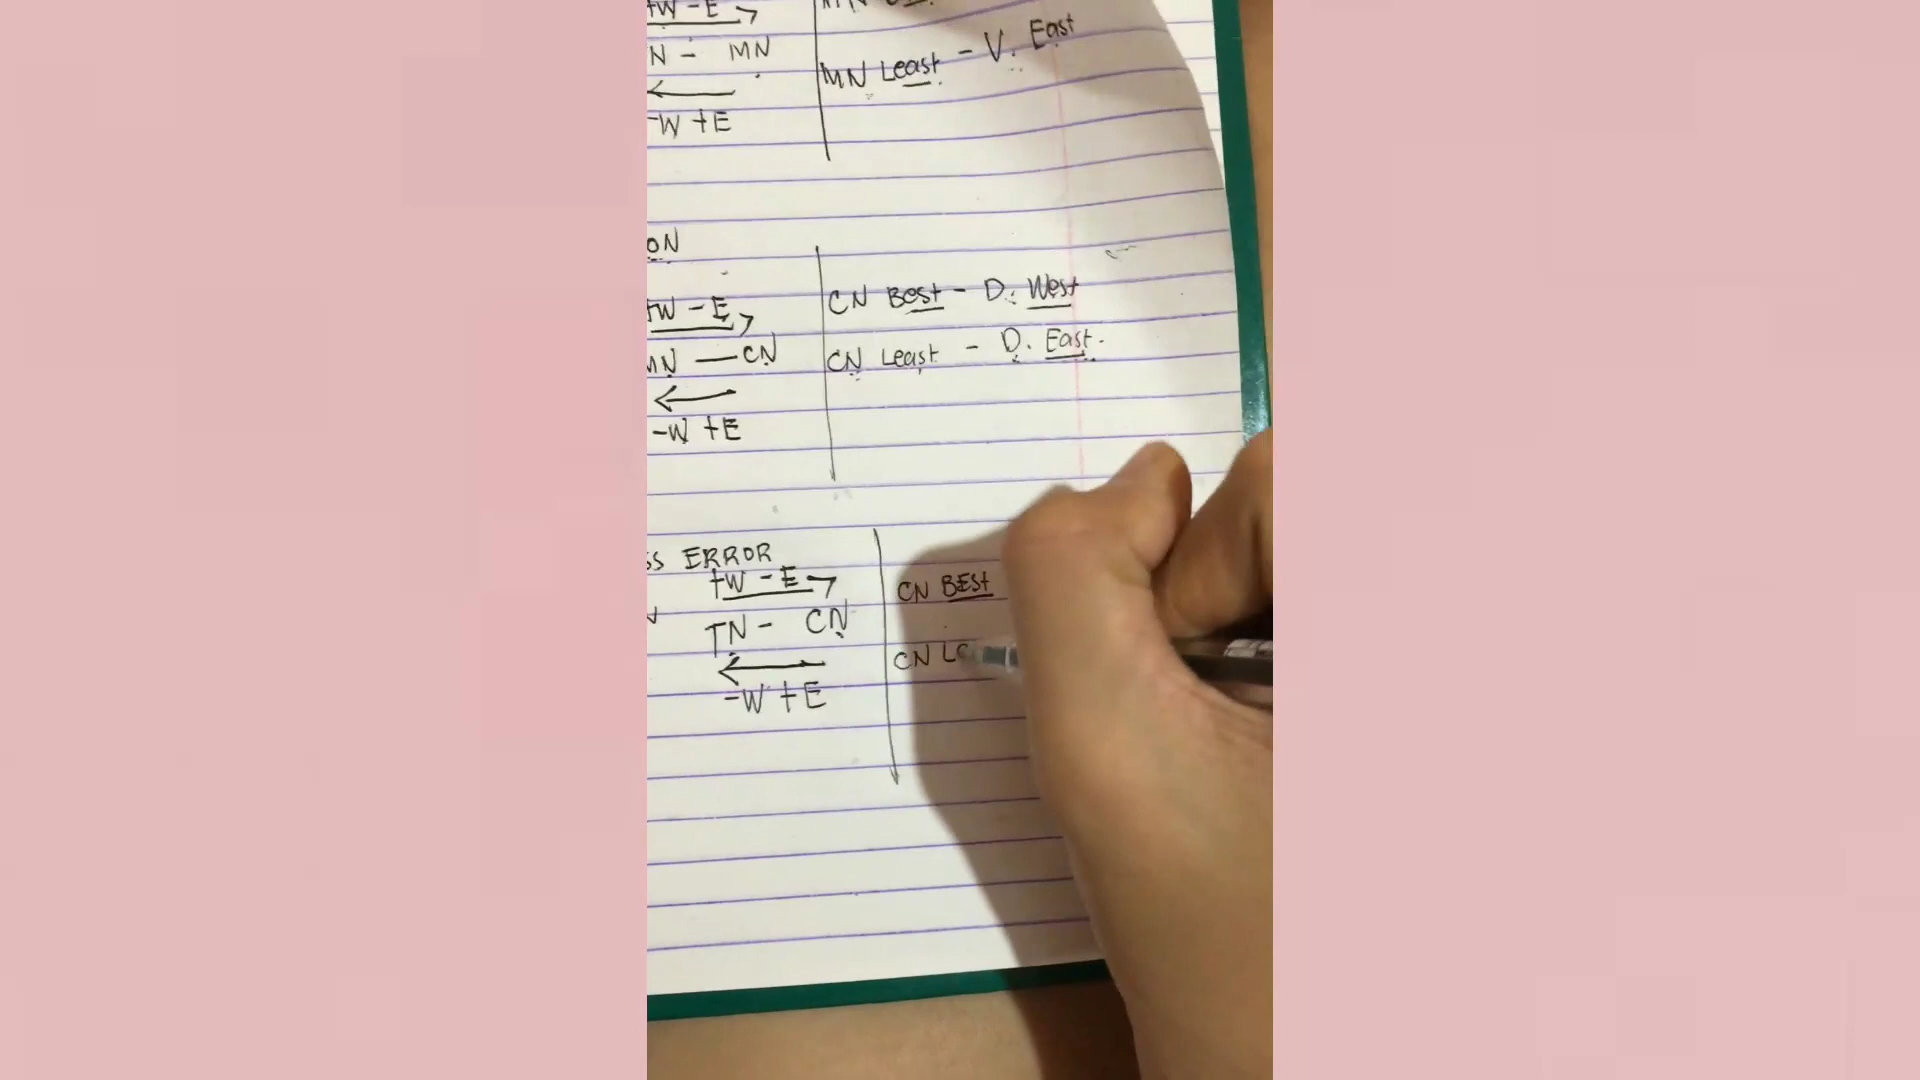 +W - E
N - MN
-W +E
MN Least - V. East
ON
+W - E
MN — CN
-W +E
CN Best - D. West
CN Least - D. East.
SS ERROR
+W - E
TN - CN
-W +E
CN BEST
CN